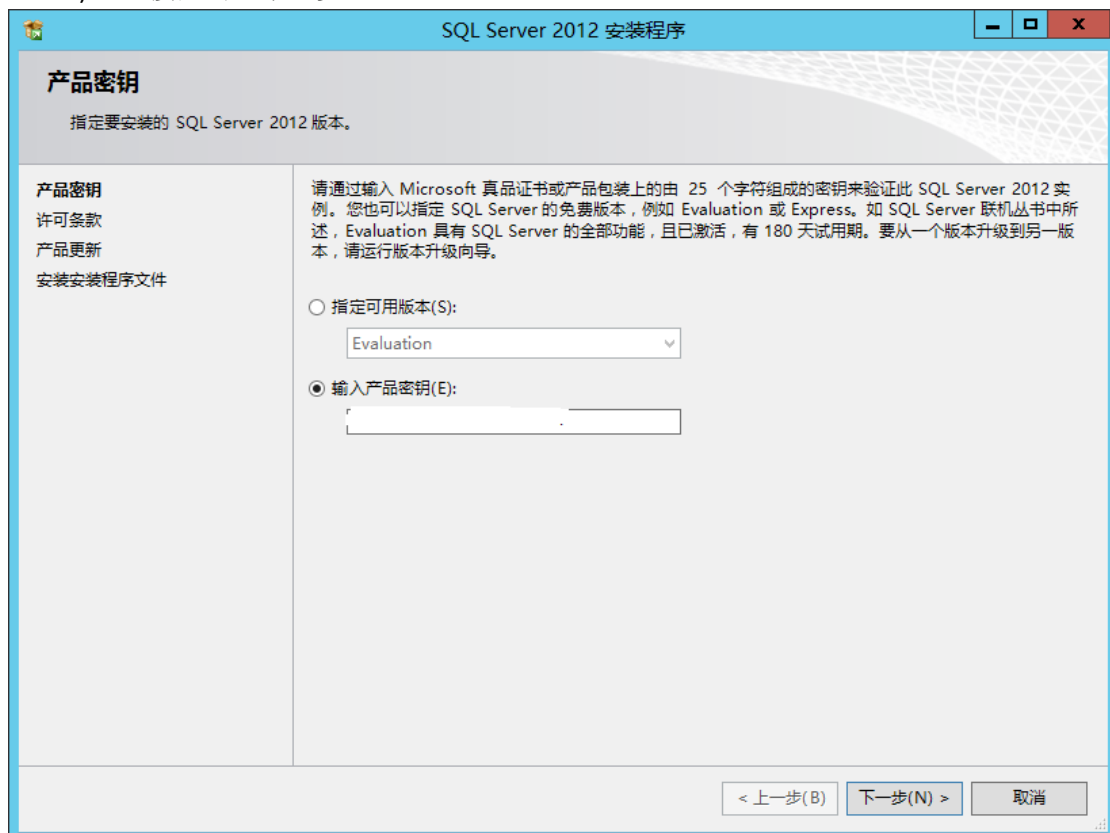 SQL Server 2012 安装程序
产品密钥
指定要安装的 SQL Server 2012 版本。
产品密钥
许可条款
产品更新
安装安装程序文件
请通过输入 Microsoft 真品证书或产品包装上的由 25 个字符组成的密钥来验证此 SQL Server 2012 实
例。您也可以指定 SQL Server 的免费版本，例如 Evaluation 或 Express。如 SQL Server 联机丛书中所
述，Evaluation 具有 SQL Server 的全部功能，且已激活，有 180 天试用期。要从一个版本升级到另一版
本，请运行版本升级向导。
指定可用版本(S):
Evaluation
输入产品密钥(E):
< 上一步(B)
下一步(N) >
取消